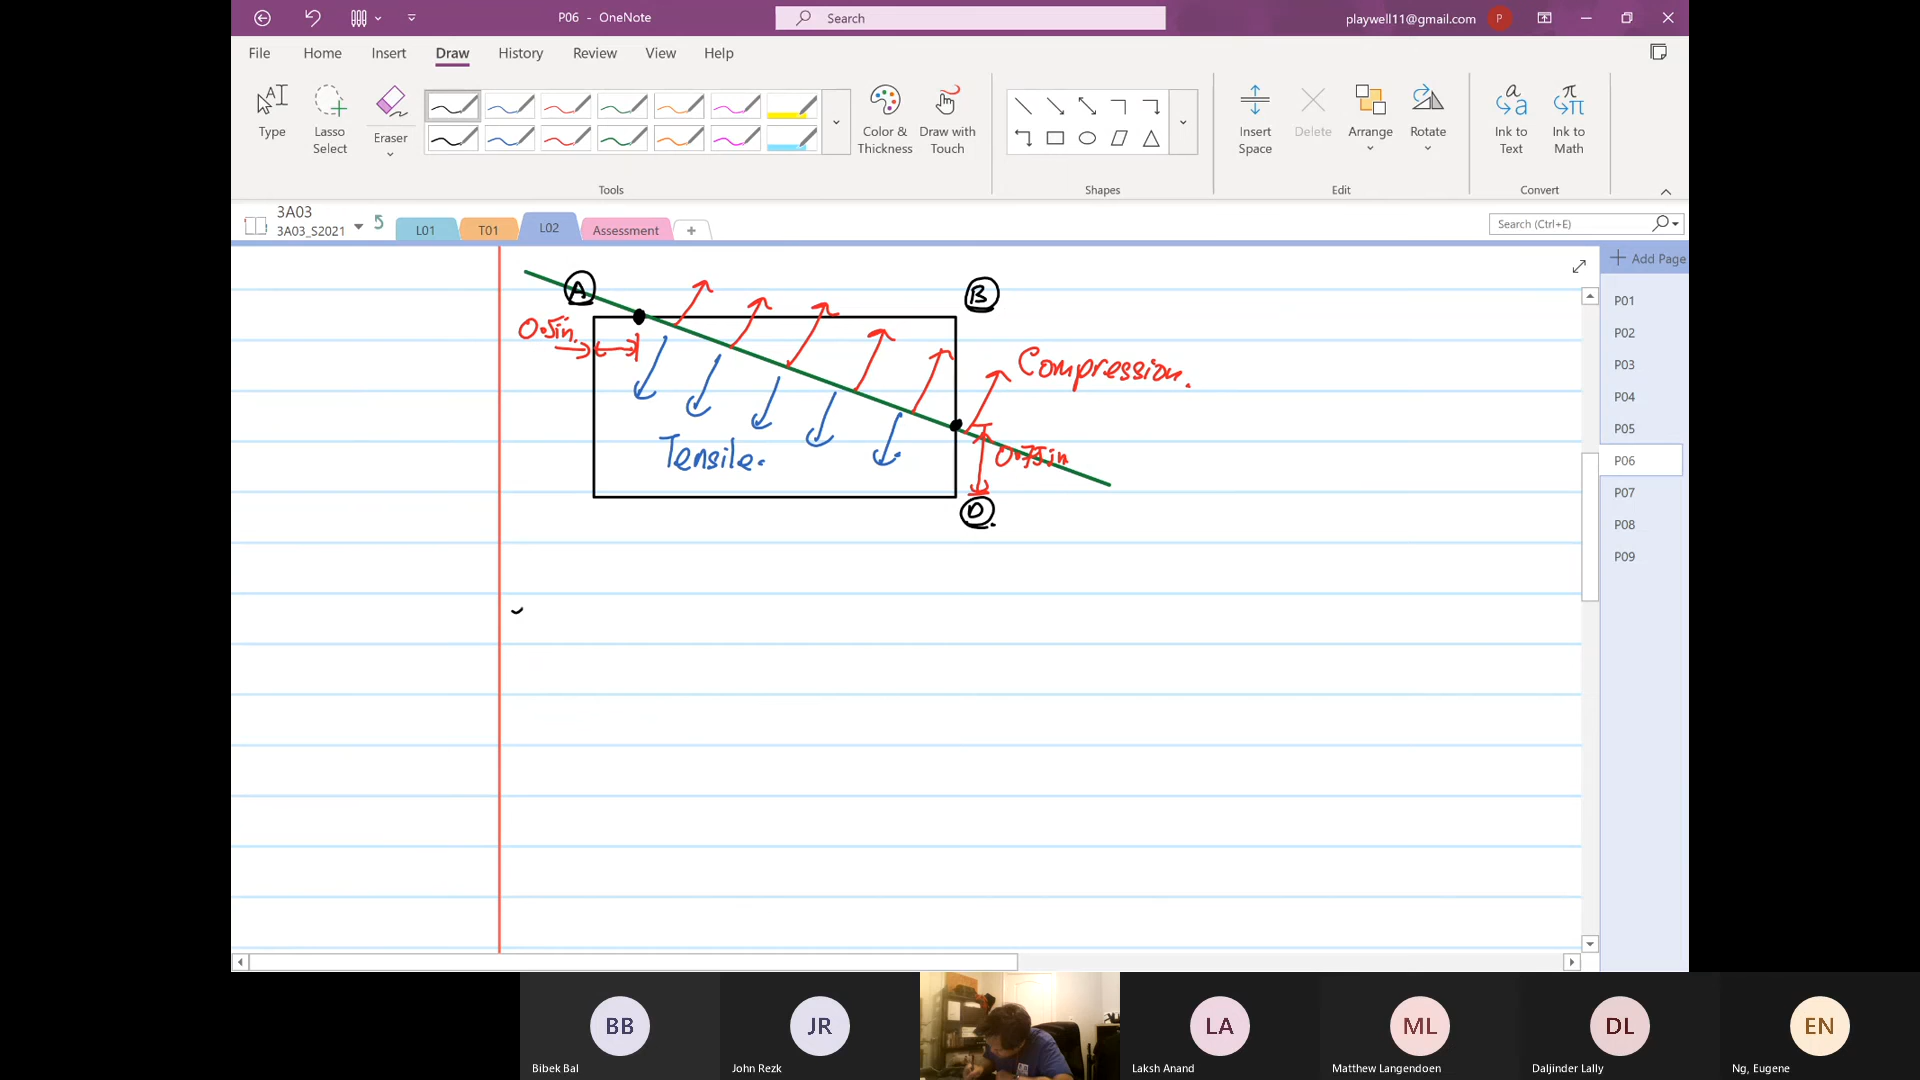 P06 - OneNote
Search
playwell11@gmail.com
P
File Home Insert Draw History Review View Help
Type
Lasso Select
Eraser
Color & Thickness
Draw with Touch
Insert Space
Delete
Arrange
Rotate
Ink to Text
Ink to Math
Tools
Shapes
Edit
Convert
3A03
3A03_S2021
L01
T01
L02
Assessment
Search (Ctrl+E)
Add Page
P01
P02
P03
P04
P05
P06
P07
P08
P09
A
B
0.5in.
Compression.
Tensile.
0.75in
D.
BB
JR
LA
ML
DL
EN
Bibek Bal
John Rezk
Laksh Anand
Matthew Langendoen
Daljinder Lally
Ng, Eugene